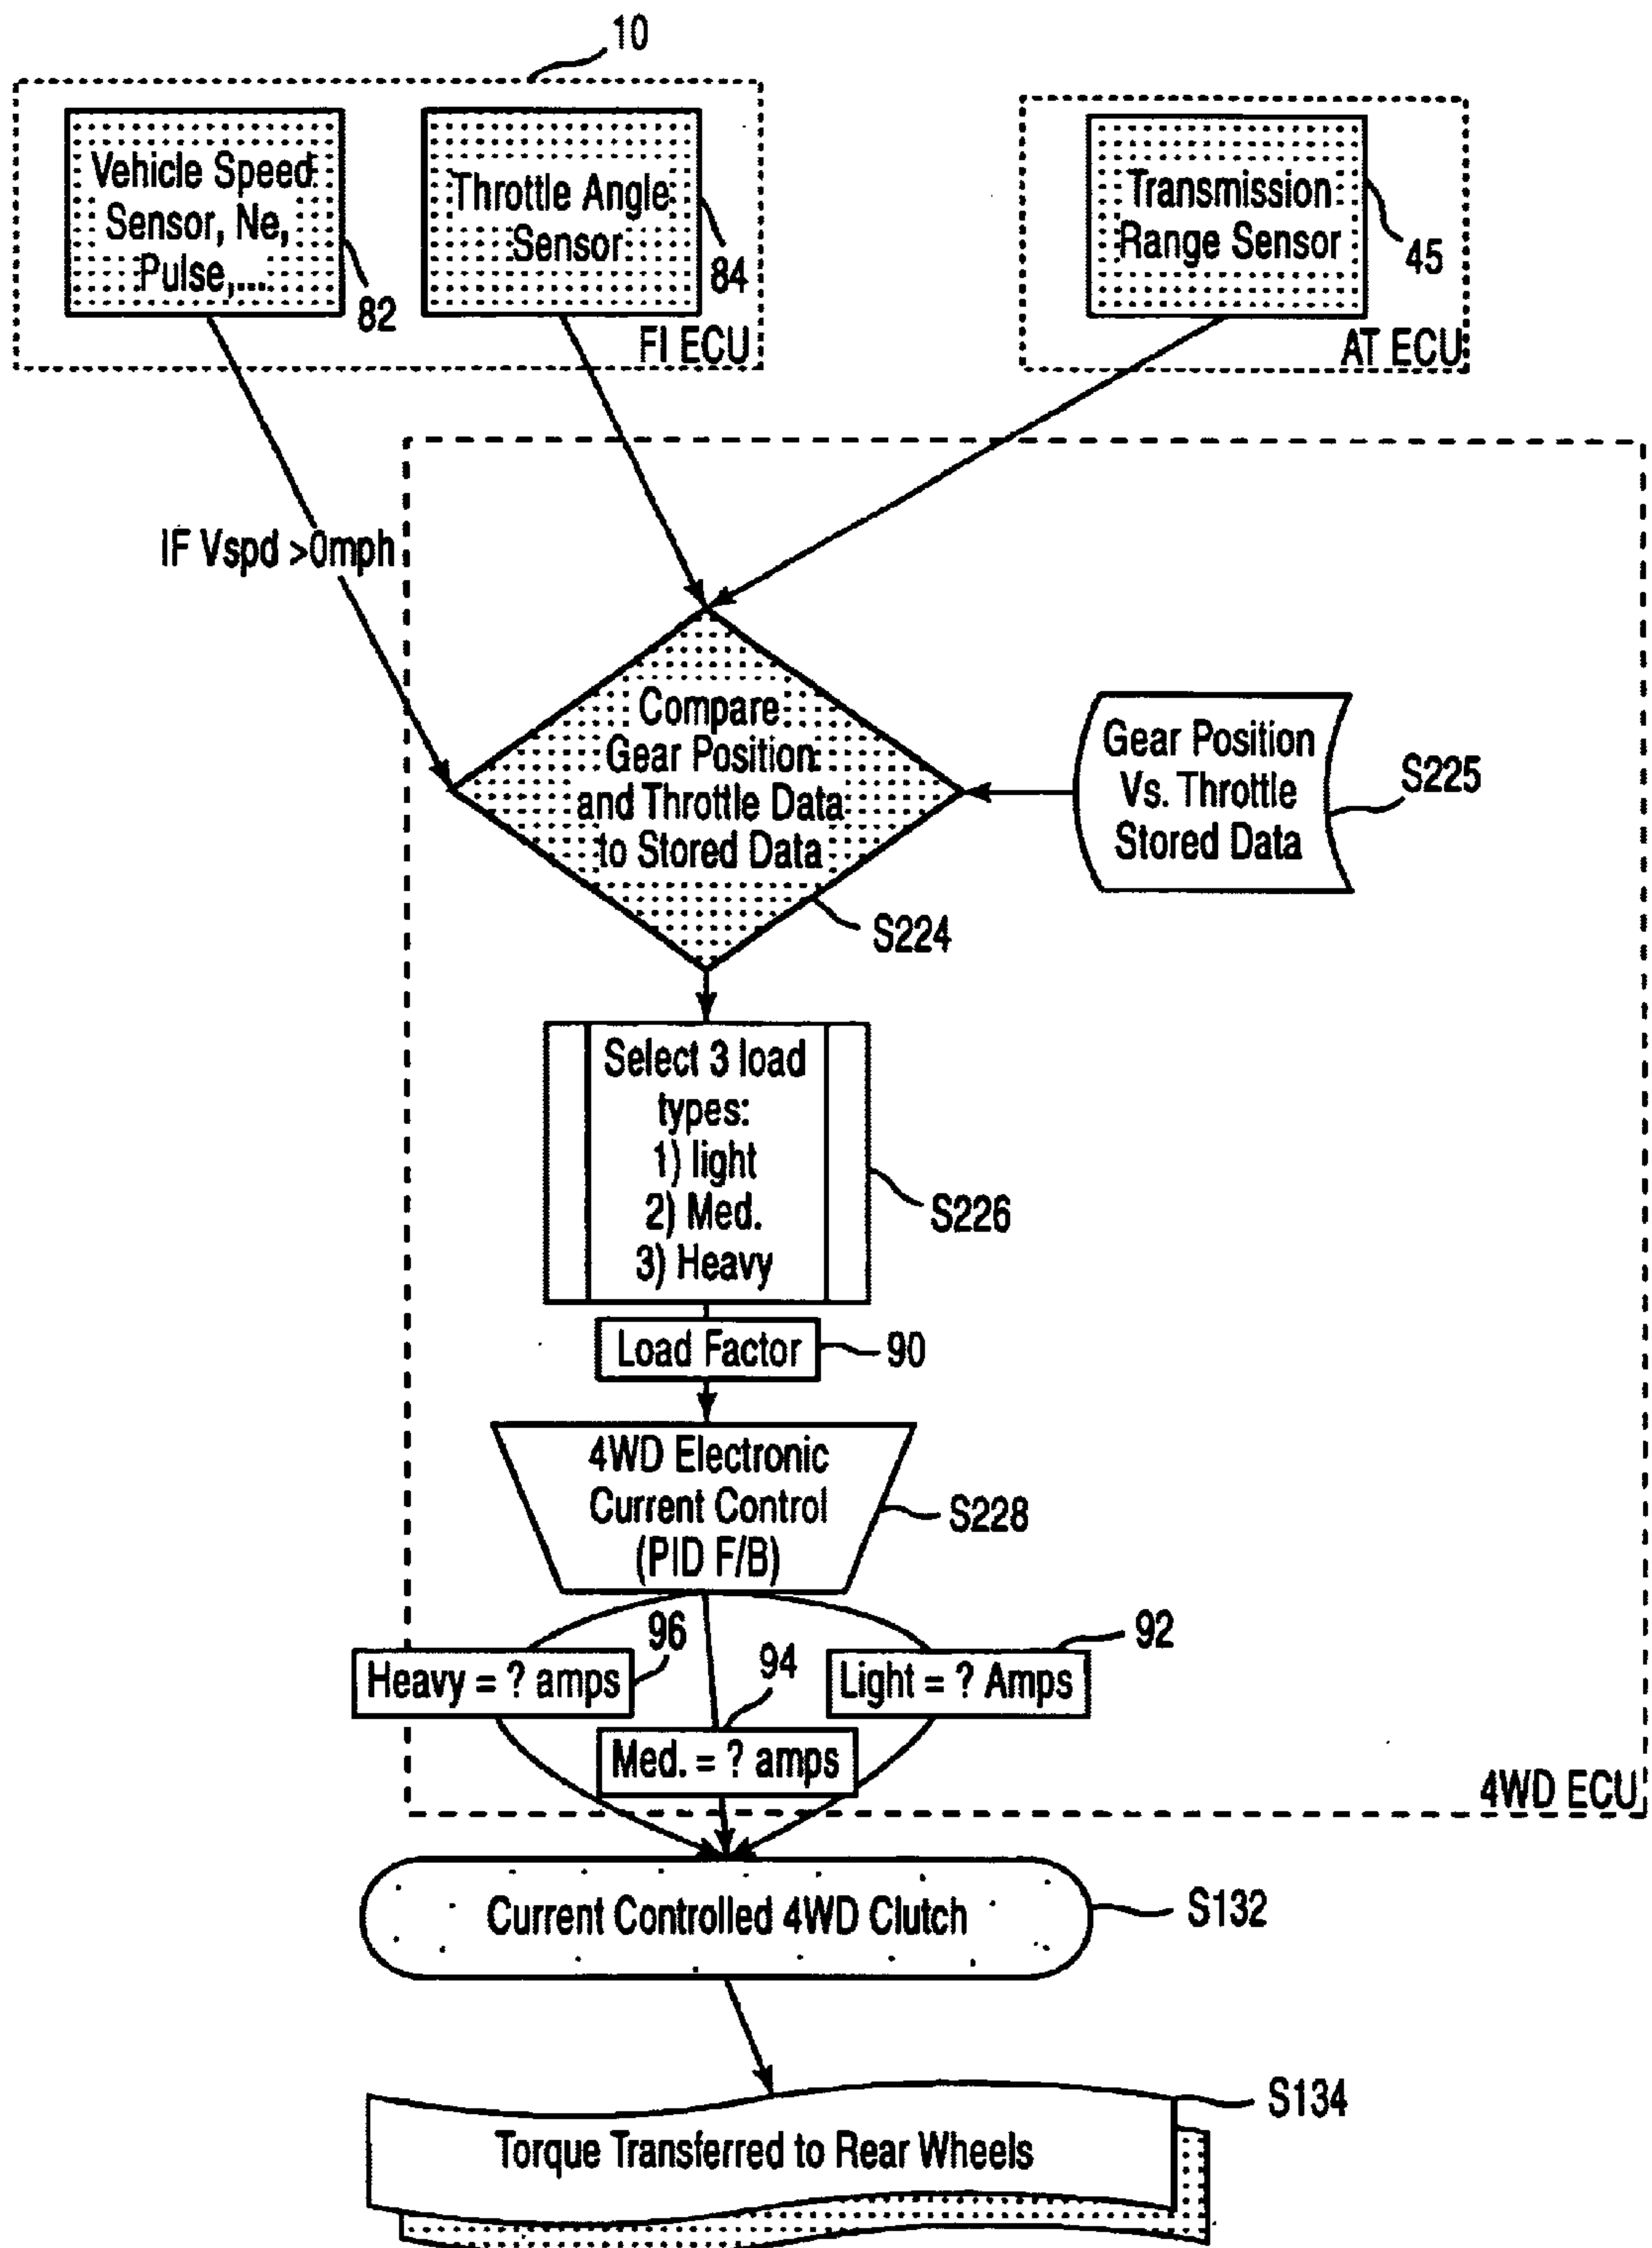 10
Vehicle Speed
Sensor, Ne,
Pulse,...
82
Throttle Angle
Sensor
84
FI ECU
Transmission
Range Sensor
45
AT ECU
IF Vspd >0mph
Compare
Gear Position
and Throttle Data
to Stored Data
S224
Gear Position
Vs. Throttle
Stored Data
S225
Select 3 load
types:
1) light
2) Med.
3) Heavy
S226
Load Factor
90
4WD Electronic
Current Control
(PID F/B)
S228
Heavy = ? amps
96
Med. = ? amps
94
Light = ? Amps
92
4WD ECU
Current Controlled 4WD Clutch
S132
Torque Transferred to Rear Wheels
S134